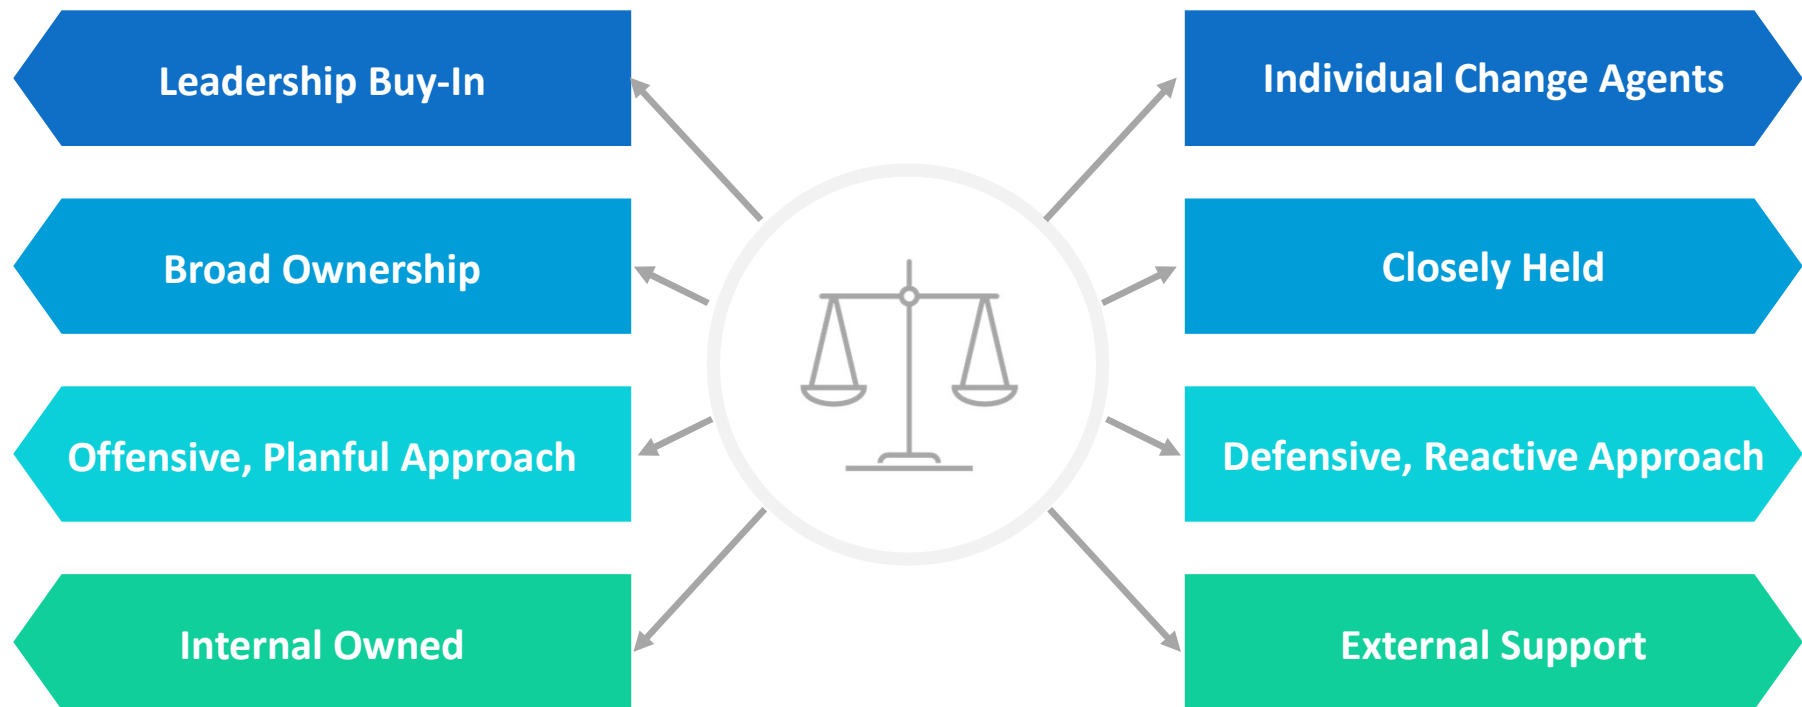 Leadership Buy-In
Individual Change Agents
Broad Ownership
Closely Held
Offensive, Planful Approach
Defensive, Reactive Approach
Internal Owned
External Support